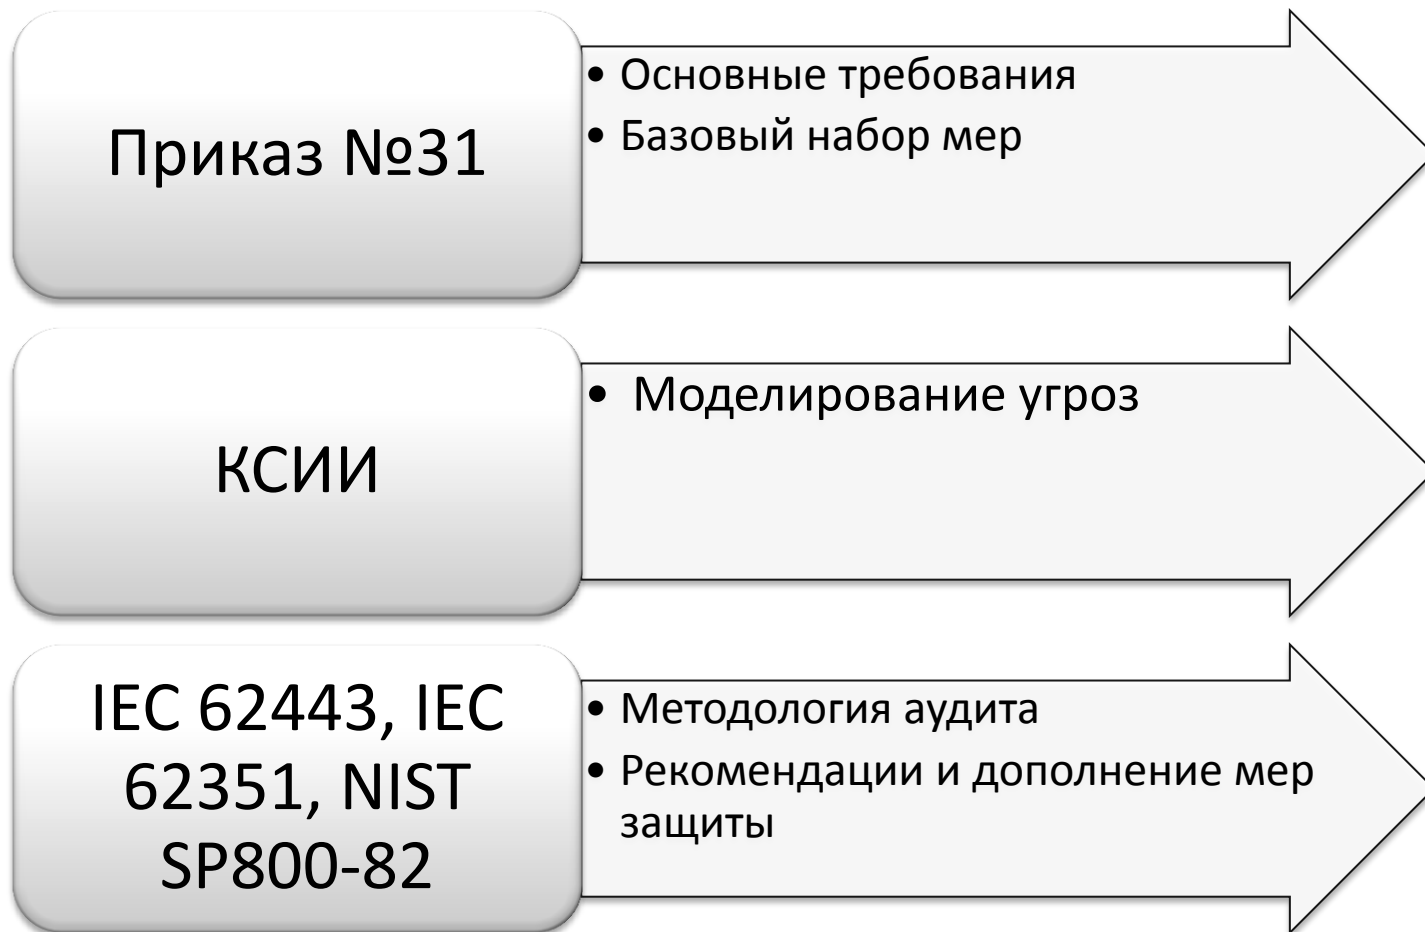 Приказ №31
• Основные требования
• Базовый набор мер
КСИИ
• Моделирование угроз
IEC 62443, IEC
62351, NIST
SP800-82
• Методология аудита
• Рекомендации и дополнение мер
защиты